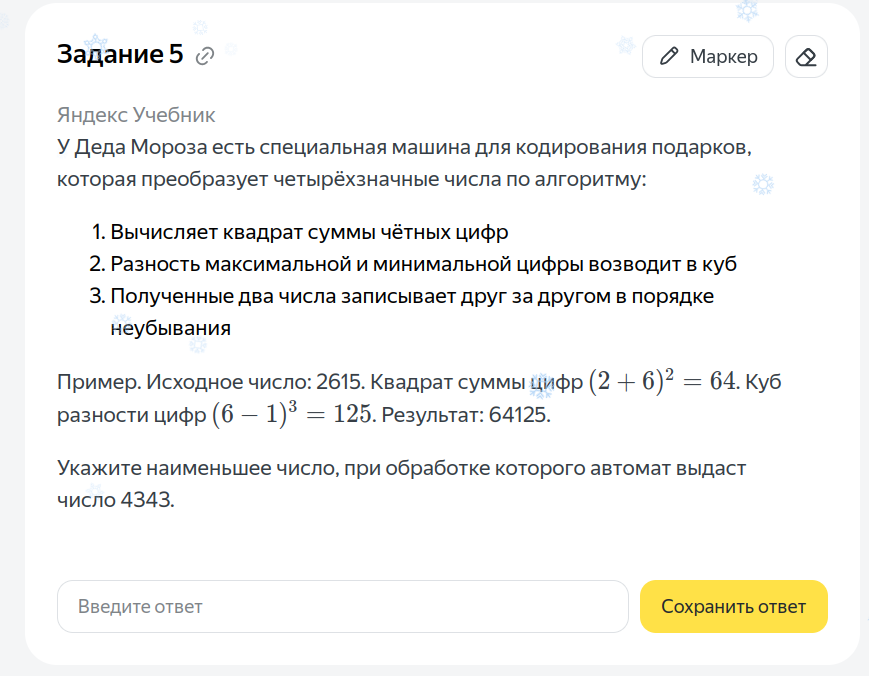 Задание 5
Маркер
Яндекс Учебник
У Деда Мороза есть специальная машина для кодирования подарков,
которая преобразует четырёхзначные числа по алгоритму:
1. Вычисляет квадрат суммы чётных цифр
2. Разность максимальной и минимальной цифры возводит в куб
3. Полученные два числа записывает друг за другом в порядке
неубывания
Пример. Исходное число: 2615. Квадрат суммы цифр (2 + 6)² = 64. Куб
разности цифр (6 − 1)³ = 125. Результат: 64125.
Укажите наименьшее число, при обработке которого автомат выдаст
число 4343.
Введите ответ
Сохранить ответ